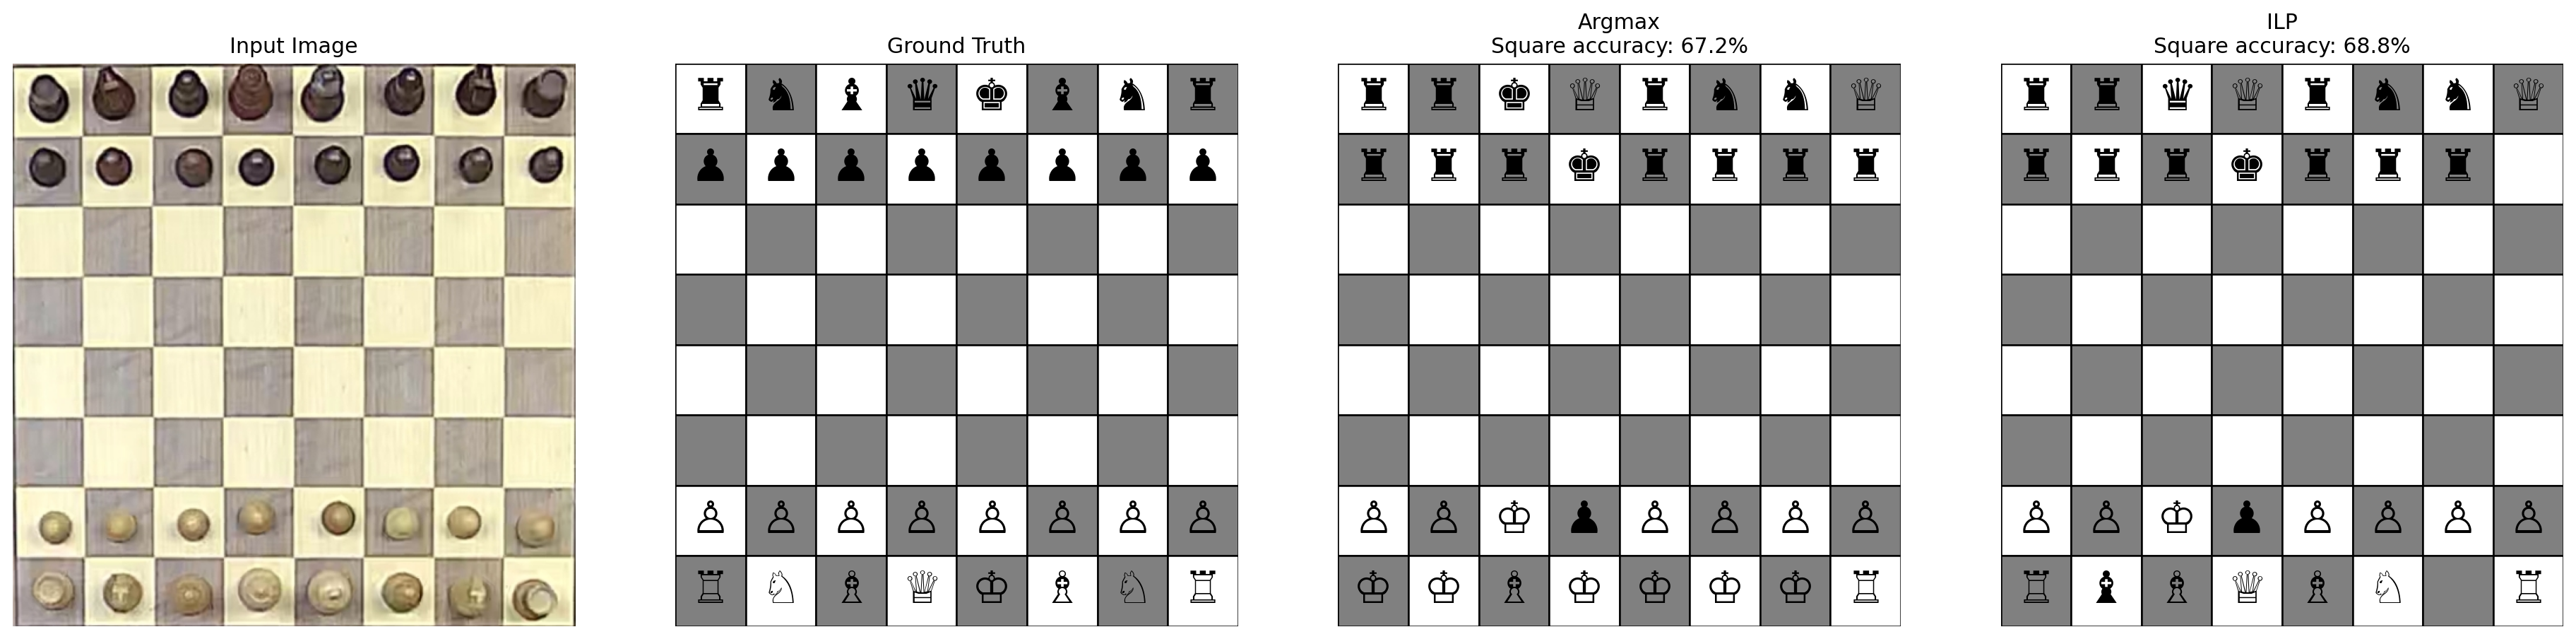 Input Image
Ground Truth
Argmax
Square accuracy: 67.2%
ILP
Square accuracy: 68.8%